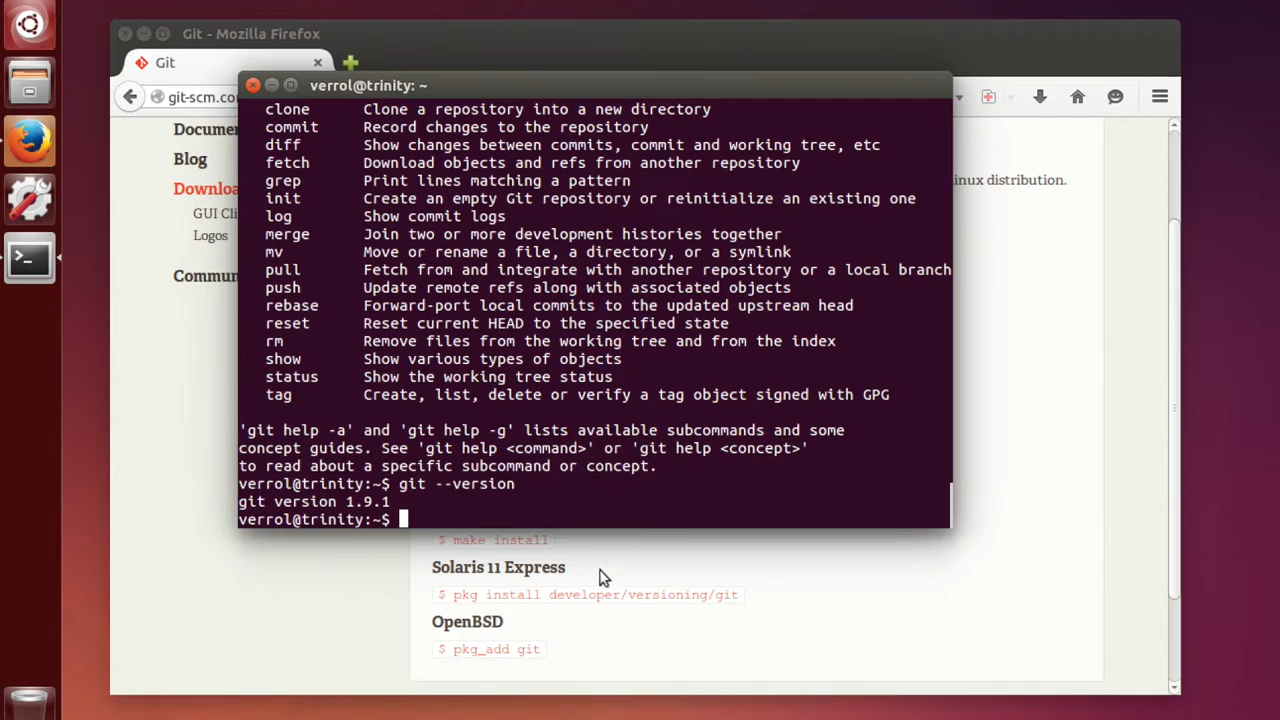 Git - Mozilla Firefox
Git
git-scm.co
verrol@trinity: ~
Documen
Blog
Downloa
GUI Cli
Logos
Commun
inux distribution.
clone Clone a repository into a new directory
commit Record changes to the repository
diff Show changes between commits, commit and working tree, etc
fetch Download objects and refs from another repository
grep Print lines matching a pattern
init Create an empty Git repository or reinitialize an existing one
log Show commit logs
merge Join two or more development histories together
mv Move or rename a file, a directory, or a symlink
pull Fetch from and integrate with another repository or a local branch
push Update remote refs along with associated objects
rebase Forward-port local commits to the updated upstream head
reset Reset current HEAD to the specified state
rm Remove files from the working tree and from the index
show Show various types of objects
status Show the working tree status
tag Create, list, delete or verify a tag object signed with GPG
'git help -a' and 'git help -g' lists available subcommands and some
concept guides. See 'git help <command>' or 'git help <concept>'
to read about a specific subcommand or concept.
verrol@trinity:~$ git --version
git version 1.9.1
verrol@trinity:~$
$ make install
Solaris 11 Express
$ pkg install developer/versioning/git
OpenBSD
$ pkg_add git